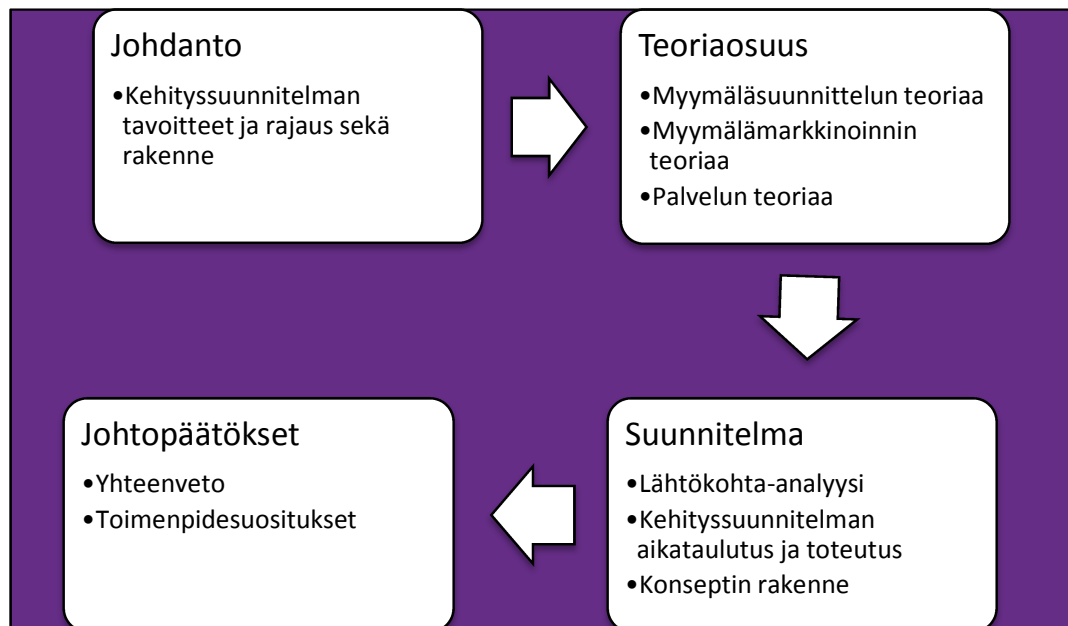 Johdanto
•Kehityssuunnitelman
tavoitteet ja rajaus sekä
rakenne
Teoriaosuus
•Myymäläsuunnittelun teoriaa
•Myymälämarkkinoinnin
teoriaa
•Palvelun teoriaa
Suunnitelma
•Lähtökohta-analyysi
•Kehityssuunnitelman
aikataulutus ja toteutus
•Konseptin rakenne
Johtopäätökset
•Yhteenveto
•Toimenpidesuositukset